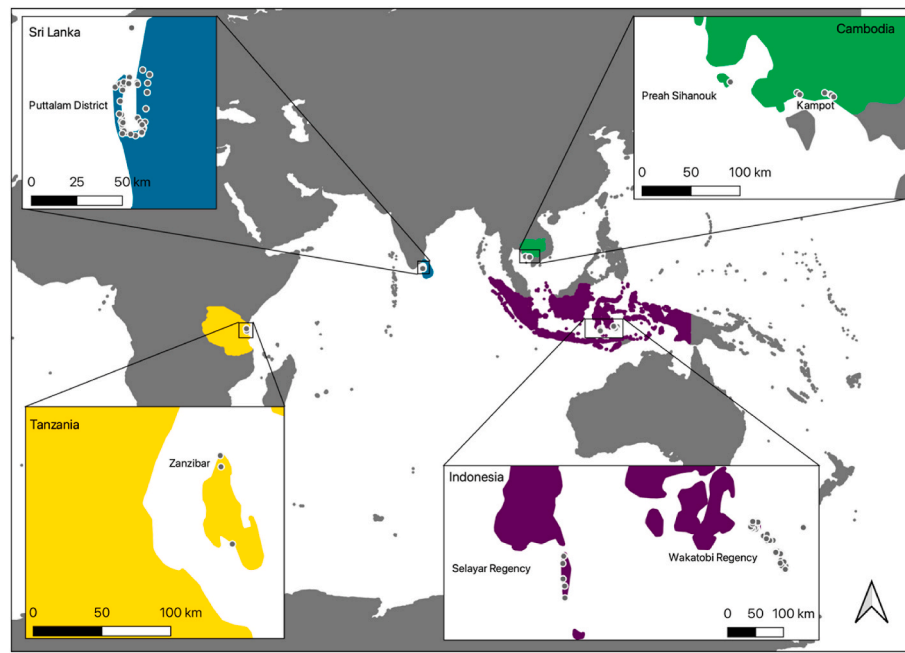 Sri Lanka
Puttalam District
0 25 50 km
Cambodia
Preah Sihanouk
Kampot
0 50 100 km
Tanzania
Zanzibar
0 50 100 km
Indonesia
Selayar Regency
Wakatobi Regency
0 50 100 km